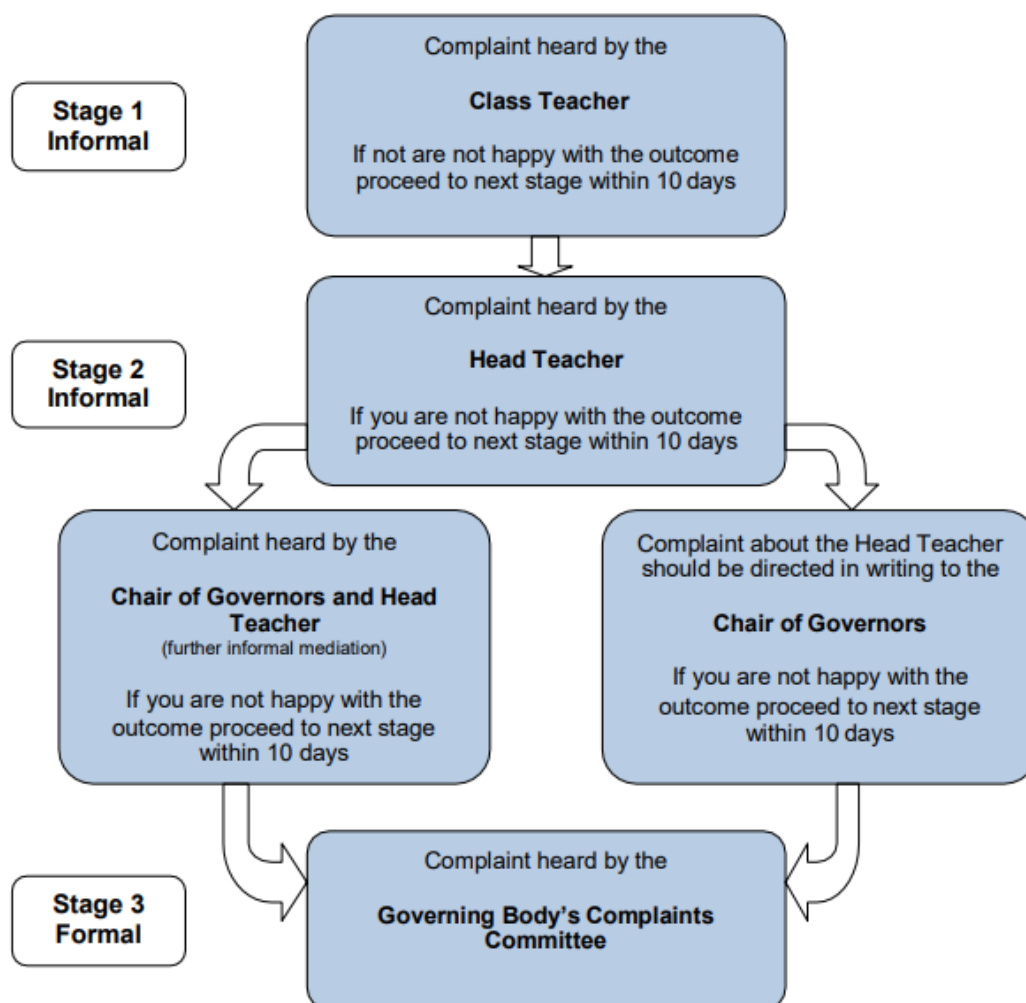 Stage 1
Informal
Complaint heard by the
Class Teacher
If not are not happy with the outcome
proceed to next stage within 10 days
Stage 2
Informal
Complaint heard by the
Head Teacher
If you are not happy with the outcome
proceed to next stage within 10 days
Complaint heard by the
Chair of Governors and Head
Teacher
(further informal mediation)
If you are not happy with the
outcome proceed to next stage
within 10 days
Complaint about the Head Teacher
should be directed in writing to the
Chair of Governors
If you are not happy with the
outcome proceed to next stage
within 10 days
Stage 3
Formal
Complaint heard by the
Governing Body's Complaints
Committee